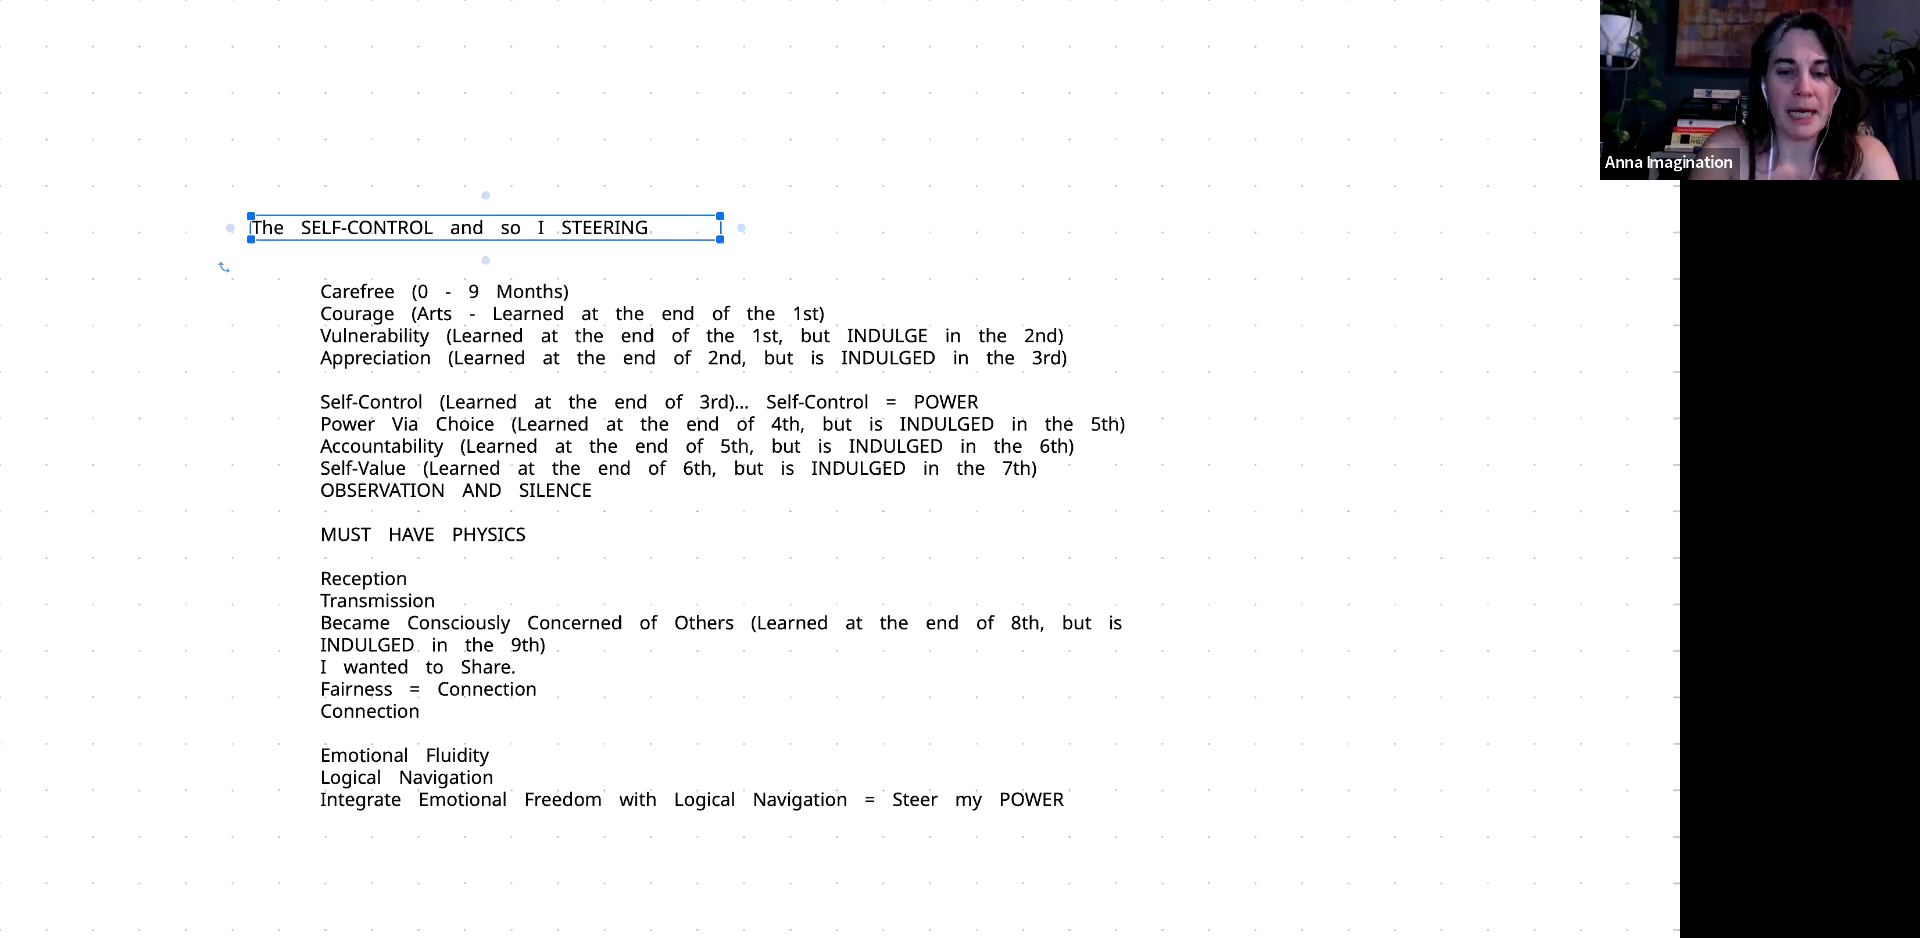 Anna Imagination
The SELF-CONTROL and so I STEERING
Carefree (0 - 9 Months)
Courage (Arts - Learned at the end of the 1st)
Vulnerability (Learned at the end of the 1st, but INDULGE in the 2nd)
Appreciation (Learned at the end of 2nd, but is INDULGED in the 3rd)
Self-Control (Learned at the end of 3rd)... Self-Control = POWER
Power Via Choice (Learned at the end of 4th, but is INDULGED in the 5th)
Accountability (Learned at the end of 5th, but is INDULGED in the 6th)
Self-Value (Learned at the end of 6th, but is INDULGED in the 7th)
OBSERVATION AND SILENCE
MUST HAVE PHYSICS
Reception
Transmission
Became Consciously Concerned of Others (Learned at the end of 8th, but is
INDULGED in the 9th)
I wanted to Share.
Fairness = Connection
Connection
Emotional Fluidity
Logical Navigation
Integrate Emotional Freedom with Logical Navigation = Steer my POWER